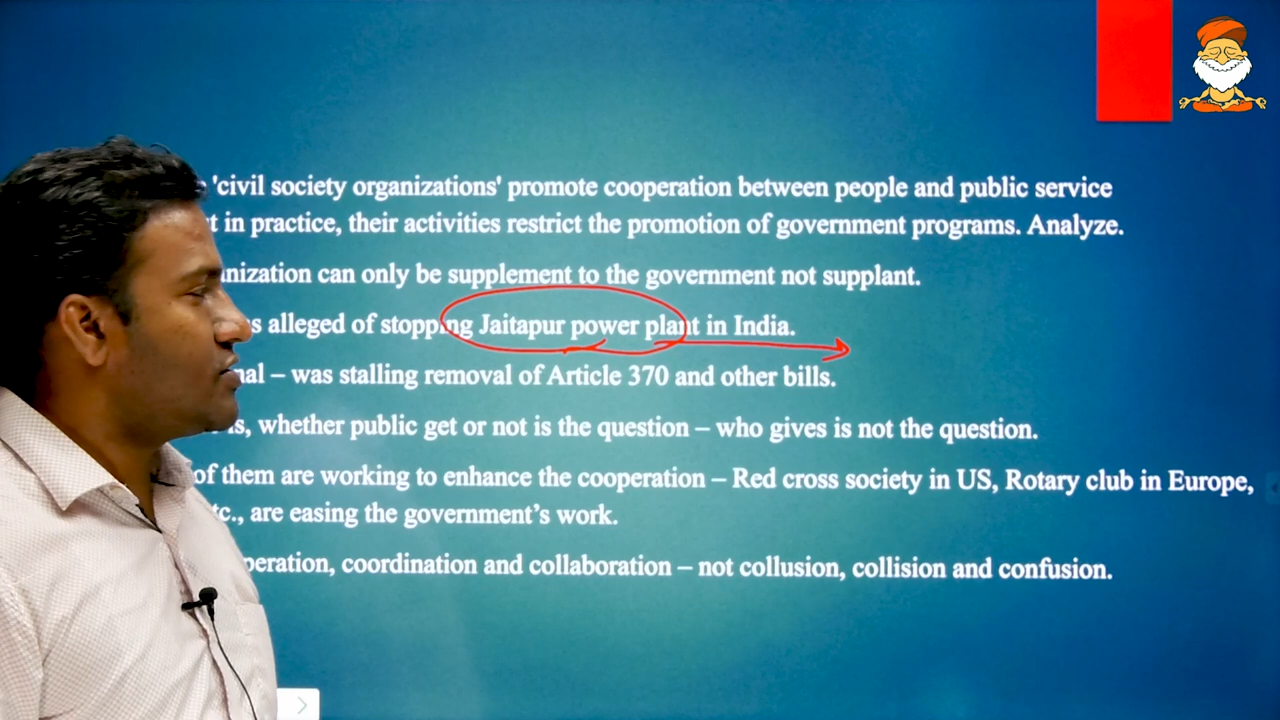 'civil society organizations' promote cooperation between people and public service
in practice, their activities restrict the promotion of government programs. Analyze.
can only be supplement to the government not supplant.
alleged of stopping Jaitapur power plant in India.
– was stalling removal of Article 370 and other bills.
whether public get or not is the question – who gives is not the question.
of them are working to enhance the cooperation – Red cross society in US, Rotary club in Europe,
are easing the government's work.
coordination and collaboration – not collusion, collision and confusion.